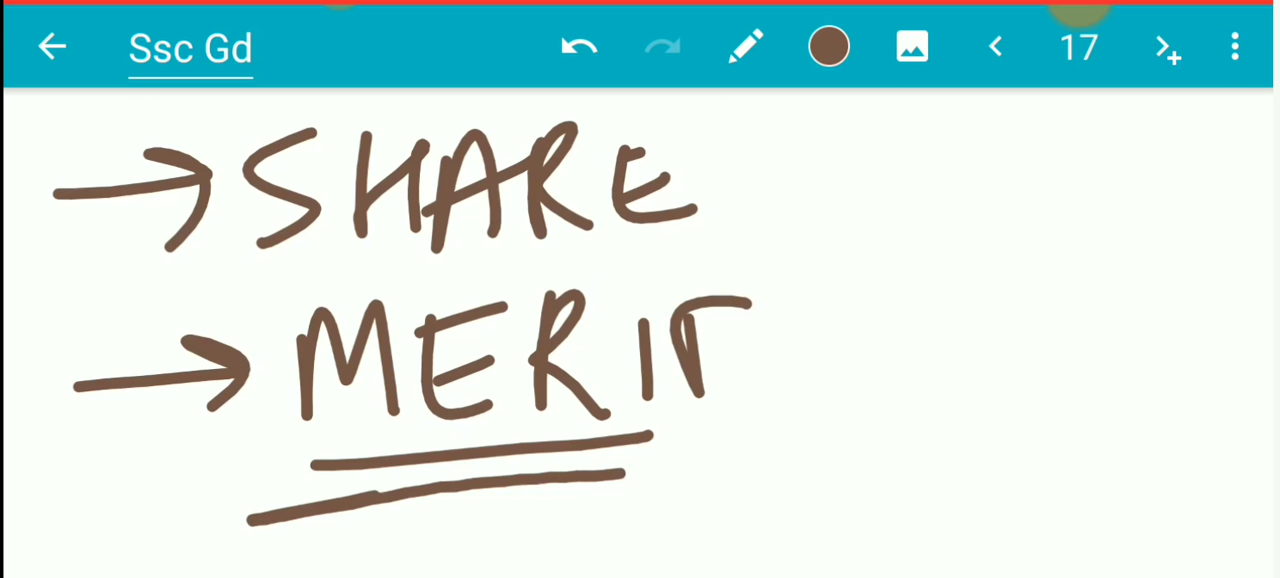 Ssc Gd 17
→ SHARE
→ MERIT